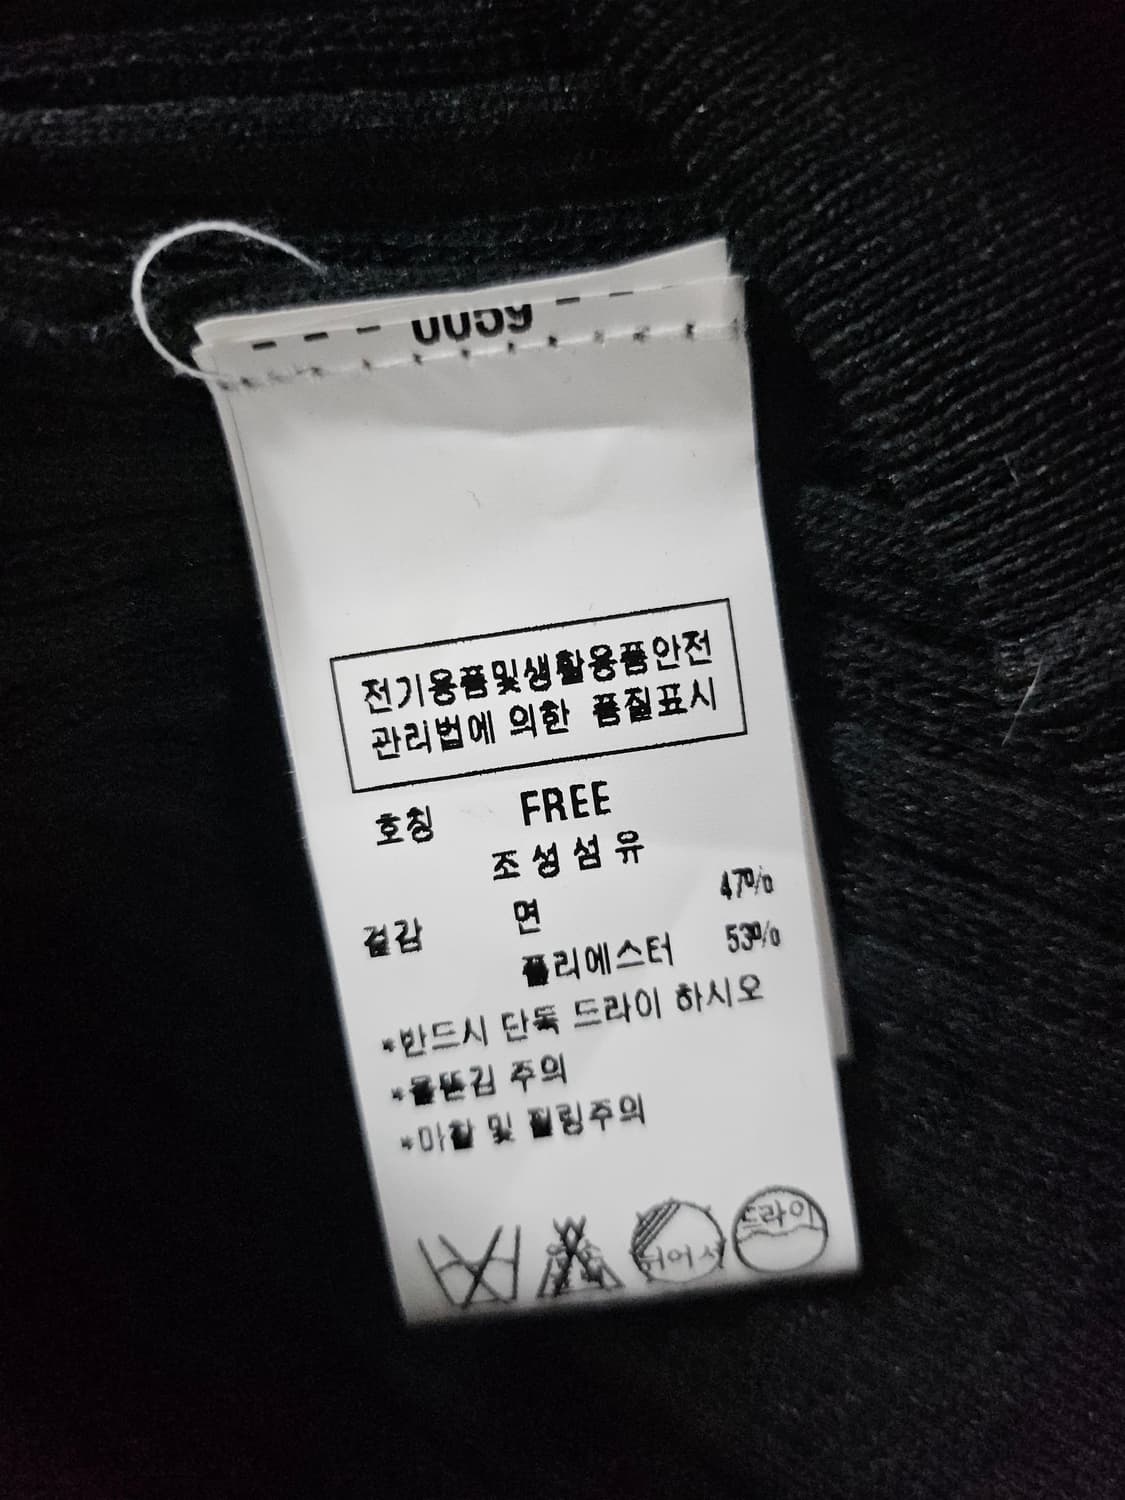 0059
전기용품및생활용품안전
관리법에 의한 품질표시
호칭 FREE
조성섬유
겉감 면 47%
폴리에스터 53%
*반드시 단독 드라이 하시오
*올뜯김 주의
*마찰 및 필링주의
뉘어서 드라이